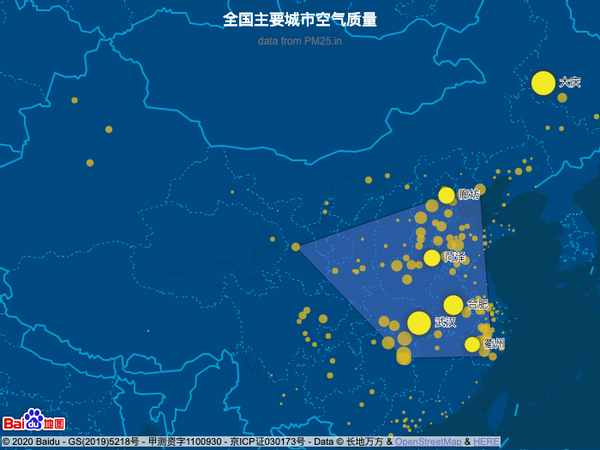 全国主要城市空气质量
data from PM25.in
大庆
廊坊
菏泽
合肥
武汉
衢州
Bai du 地图
© 2020 Baidu - GS(2019)5218号 - 甲测资字1100930 - 京ICP证030173号 - Data © 长地万方 & OpenStreetMap & HERE